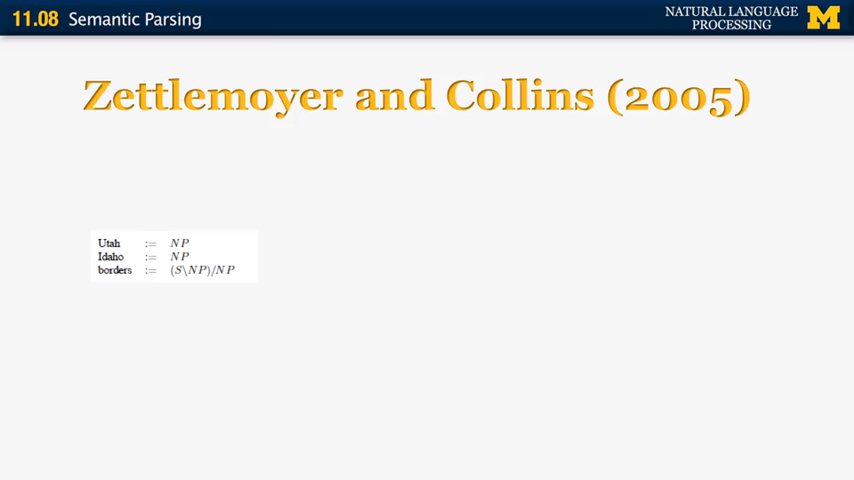 11.08 Semantic Parsing
NATURAL LANGUAGE
PROCESSING
M
Zettlemoyer and Collins (2005)
Utah := NP
Idaho := NP
borders := (S\NP)/NP